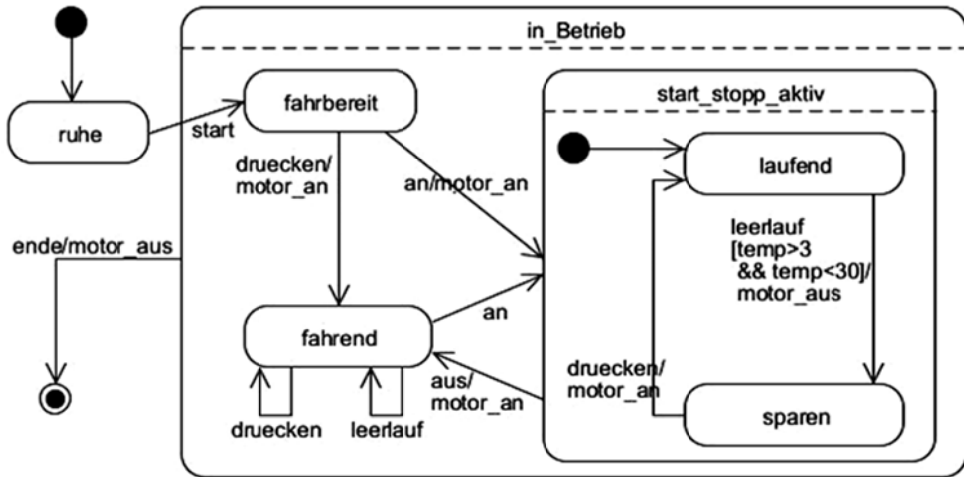 in_Betrieb
fahrbereit
start_stopp_aktiv
ruhe
start
laufend
druecken/
motor_an
an/motor_an
ende/motor_aus
leerlauf
[temp>3
&& temp<30]/
motor_aus
fahrend
an
aus/
motor_an
druecken/
motor_an
sparen
druecken
leerlauf